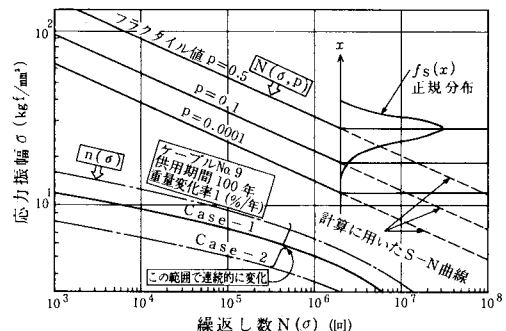 10²
フラクタイル値 p=0.5
N(σ,p)
p=0.1
p=0.0001
x
fs(x)
正規分布
応力振幅 σ (kgf/mm²)
n(σ)
ケーブルNo.9
供用期間 100年
重量変化率 1 (%/年)
10¹
Case-1
Case-2
この範囲で連続的に変化
計算に用いたS-N曲線
10³
10⁴
10⁵
10⁶
10⁷
10⁸
繰返し数 N(σ) (回)